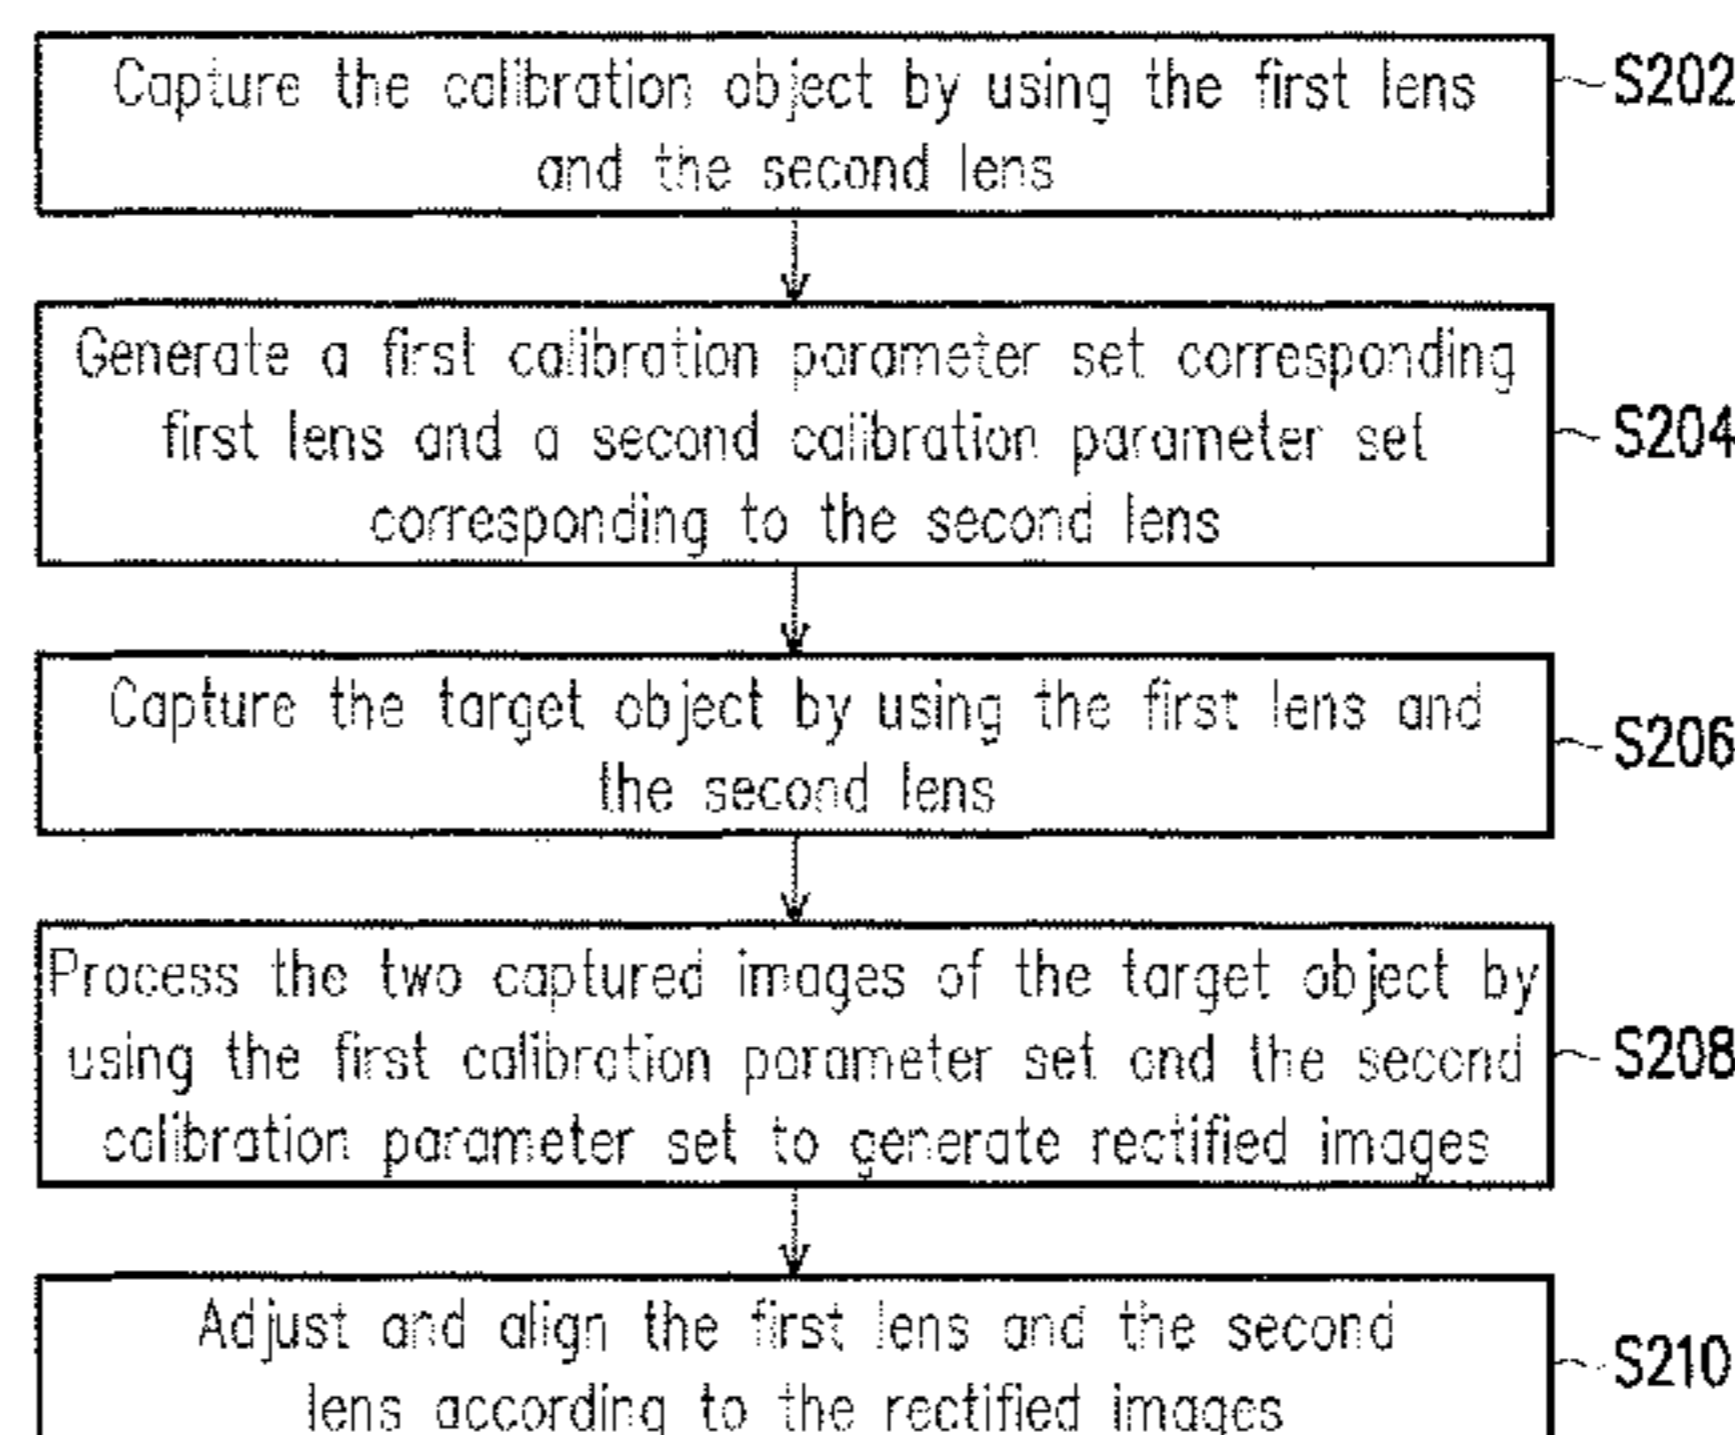 Capture the calibration object by using the first lens
and the second lens
S202
Generate a first calibration parameter set corresponding
first lens and a second calibration parameter set
corresponding to the second lens
S204
Capture the target object by using the first lens and
the second lens
S206
Process the two captured images of the target object by
using the first calibration parameter set and the second
calibration parameter set to generate rectified images
S208
Adjust and align the first lens and the second
lens according to the rectified images
S210